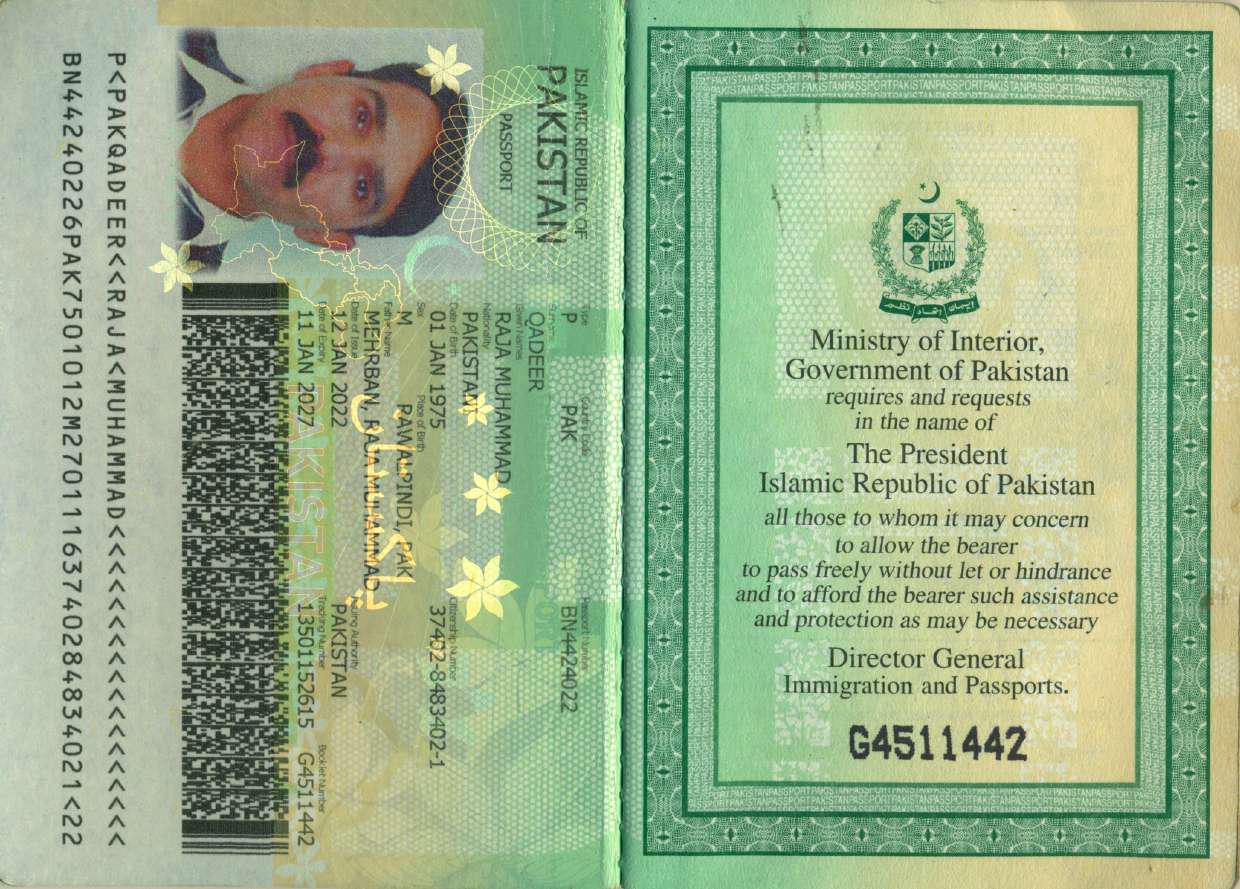 ISLAMIC REPUBLIC OF
PAKISTAN
PASSPORT
Type Country Code Passport Number
P PAK BN4424022
Surname
QADEER
Given Names
RAJA MUHAMMAD
Nationality
PAKISTANI
Date of Birth Citizenship Number
01 JAN 1975 37402-8483402-1
Sex Place of Birth
M RAWALPINDI, PAK
Father Name
MEHRBAN, RAJA MUHAMMAD
Date of Issue Issuing Authority
12 JAN 2022 PAKISTAN
Date of Expiry Tracking Number Booklet Number
11 JAN 2027 13501152615 G4511442
PAKISTAN
پاکستان
P<PAKQADEER<<RAJA<MUHAMMAD<<<<<<<<<<<<<<<<<<
BN44240226PAK7501012M270111163740284834021<22
ایمان اتحاد نظم
Ministry of Interior,
Government of Pakistan
requires and requests
in the name of
The President
Islamic Republic of Pakistan
all those to whom it may concern
to allow the bearer
to pass freely without let or hindrance
and to afford the bearer such assistance
and protection as may be necessary
Director General
Immigration and Passports.
G4511442